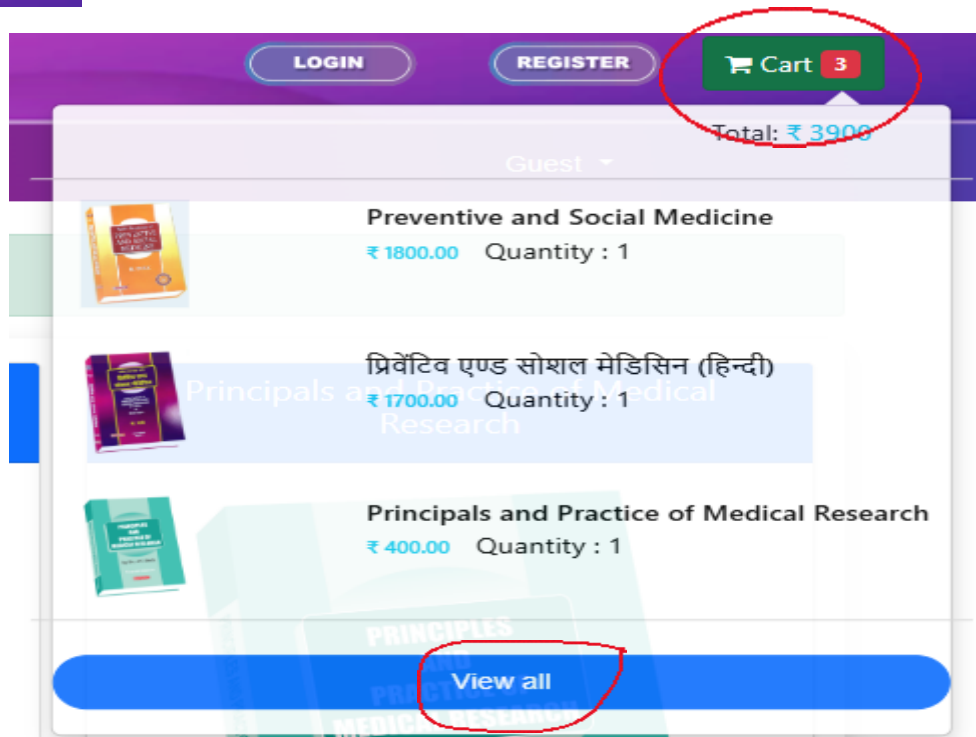 LOGIN
REGISTER
Cart 3
Total: ₹ 3900
Guest
Preventive and Social Medicine
₹ 1800.00 Quantity : 1
प्रिवेंटिव एण्ड सोशल मेडिसिन (हिन्दी)
Principals and Practice of Medical
₹ 1700.00 Quantity : 1
Research
Principals and Practice of Medical Research
₹ 400.00 Quantity : 1
PRINCIPLES
AND
View all
PRACTICE OF
MEDICAL RESEARCH